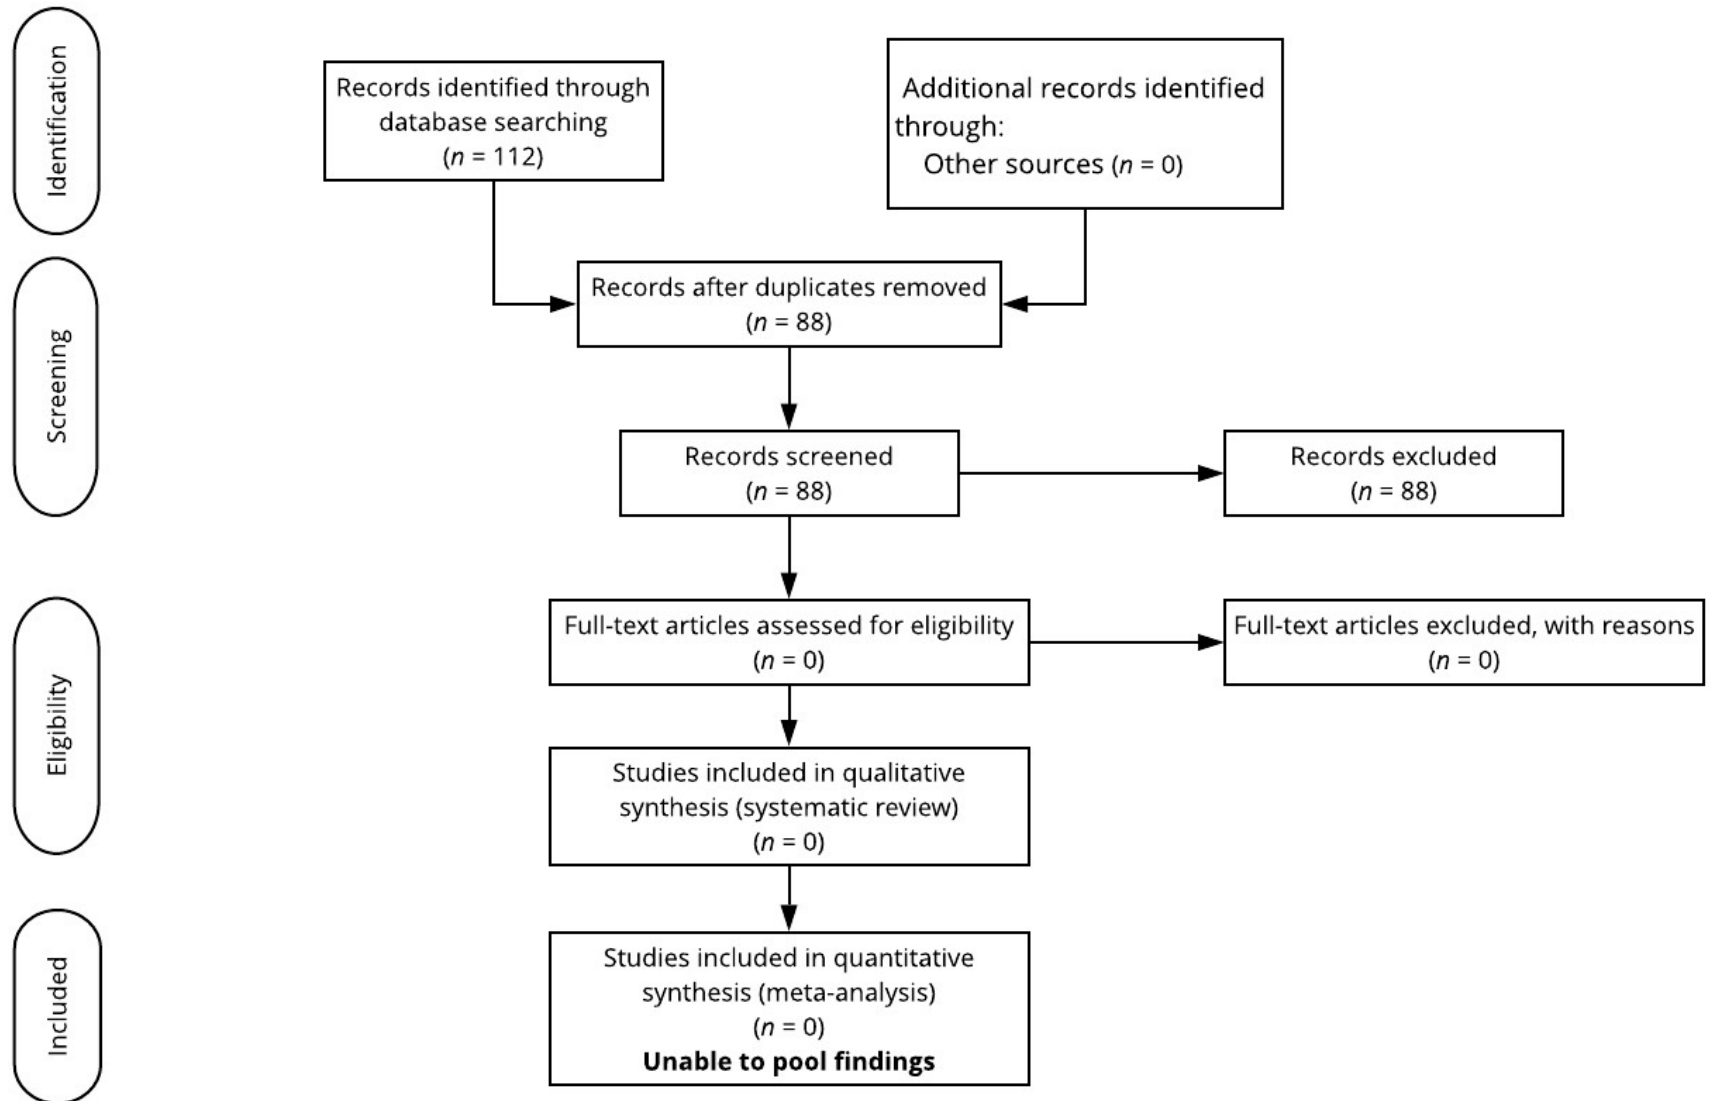 Identification
Records identified through
database searching
(n = 112)
Additional records identified
through:
Other sources (n = 0)
Screening
Records after duplicates removed
(n = 88)
Records screened
(n = 88)
Records excluded
(n = 88)
Eligibility
Full-text articles assessed for eligibility
(n = 0)
Full-text articles excluded, with reasons
(n = 0)
Studies included in qualitative
synthesis (systematic review)
(n = 0)
Included
Studies included in quantitative
synthesis (meta-analysis)
(n = 0)
Unable to pool findings